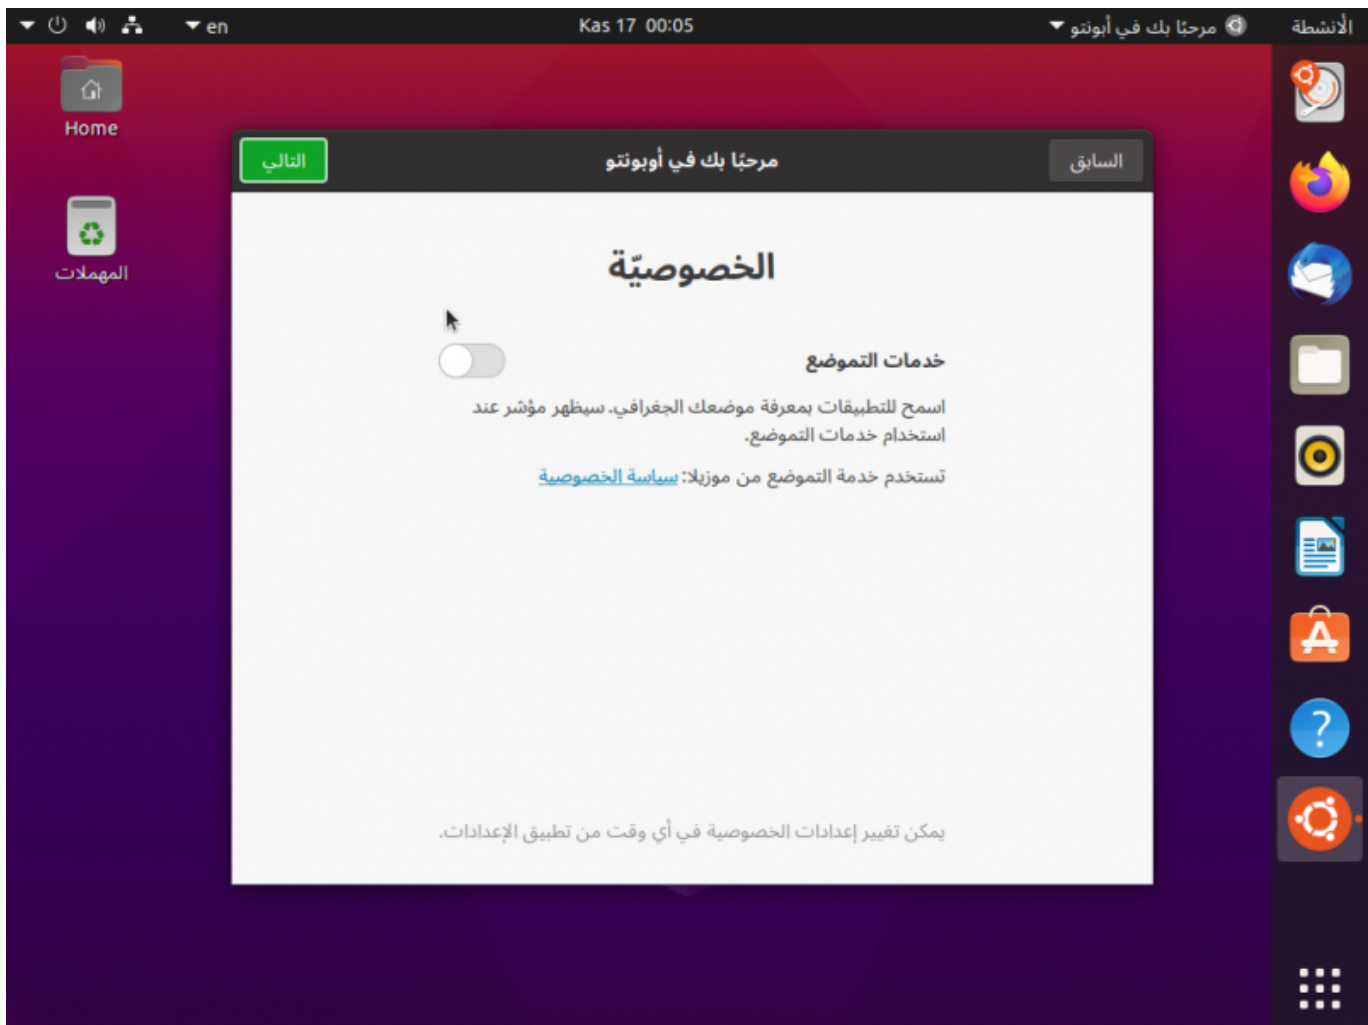 الأنشطة
مرحبًا بك في أبونتو
Kas 17 00:05
en
Home
المهملات
السابق
مرحبًا بك في أوبونتو
التالي
الخصوصيّة
خدمات التموضع
اسمح للتطبيقات بمعرفة موضعك الجغرافي. سيظهر مؤشر عند
استخدام خدمات التموضع.
تستخدم خدمة التموضع من موزيلا: سياسة الخصوصية
يمكن تغيير إعدادات الخصوصية في أي وقت من تطبيق الإعدادات.